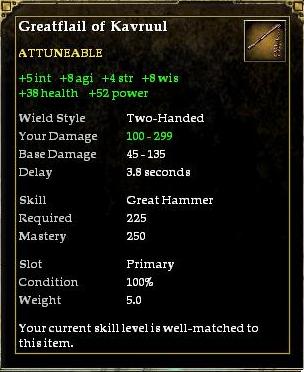 Greatflail of Kavruul
ATTUNEABLE
+5 int +8 agi +4 str +8 wis
+38 health +52 power
Wield Style Two-Handed
Your Damage 100 - 299
Base Damage 45 - 135
Delay 3.8 seconds
Skill Great Hammer
Required 225
Mastery 250
Slot Primary
Condition 100%
Weight 5.0
Your current skill level is well-matched to
this item.